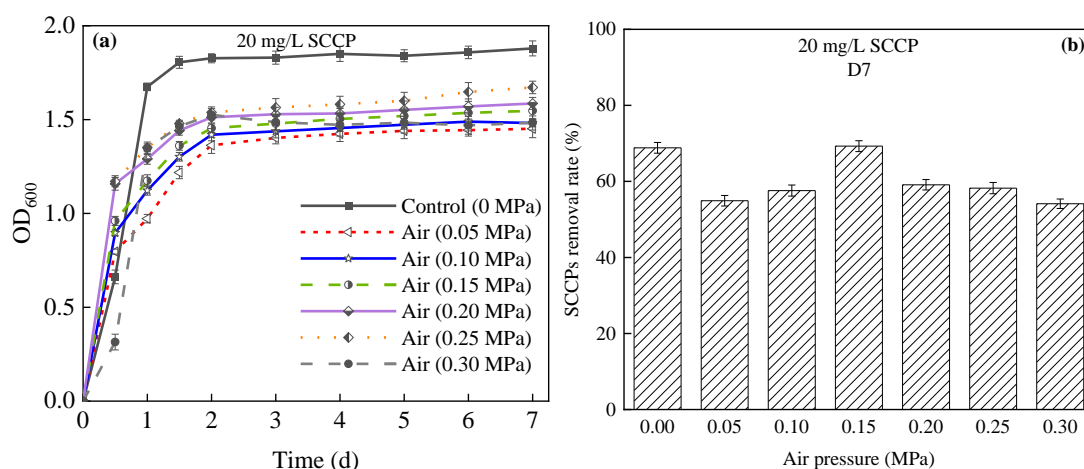 (a)
20 mg/L SCCP
OD600
2.0
1.5
1.0
0.5
0.0
Control (0 MPa)
Air (0.05 MPa)
Air (0.10 MPa)
Air (0.15 MPa)
Air (0.20 MPa)
Air (0.25 MPa)
Air (0.30 MPa)
0 1 2 3 4 5 6 7
Time (d)
20 mg/L SCCP
D7
(b)
SCCPs removal rate (%)
100
80
60
40
20
0
0.00 0.05 0.10 0.15 0.20 0.25 0.30
Air pressure (MPa)